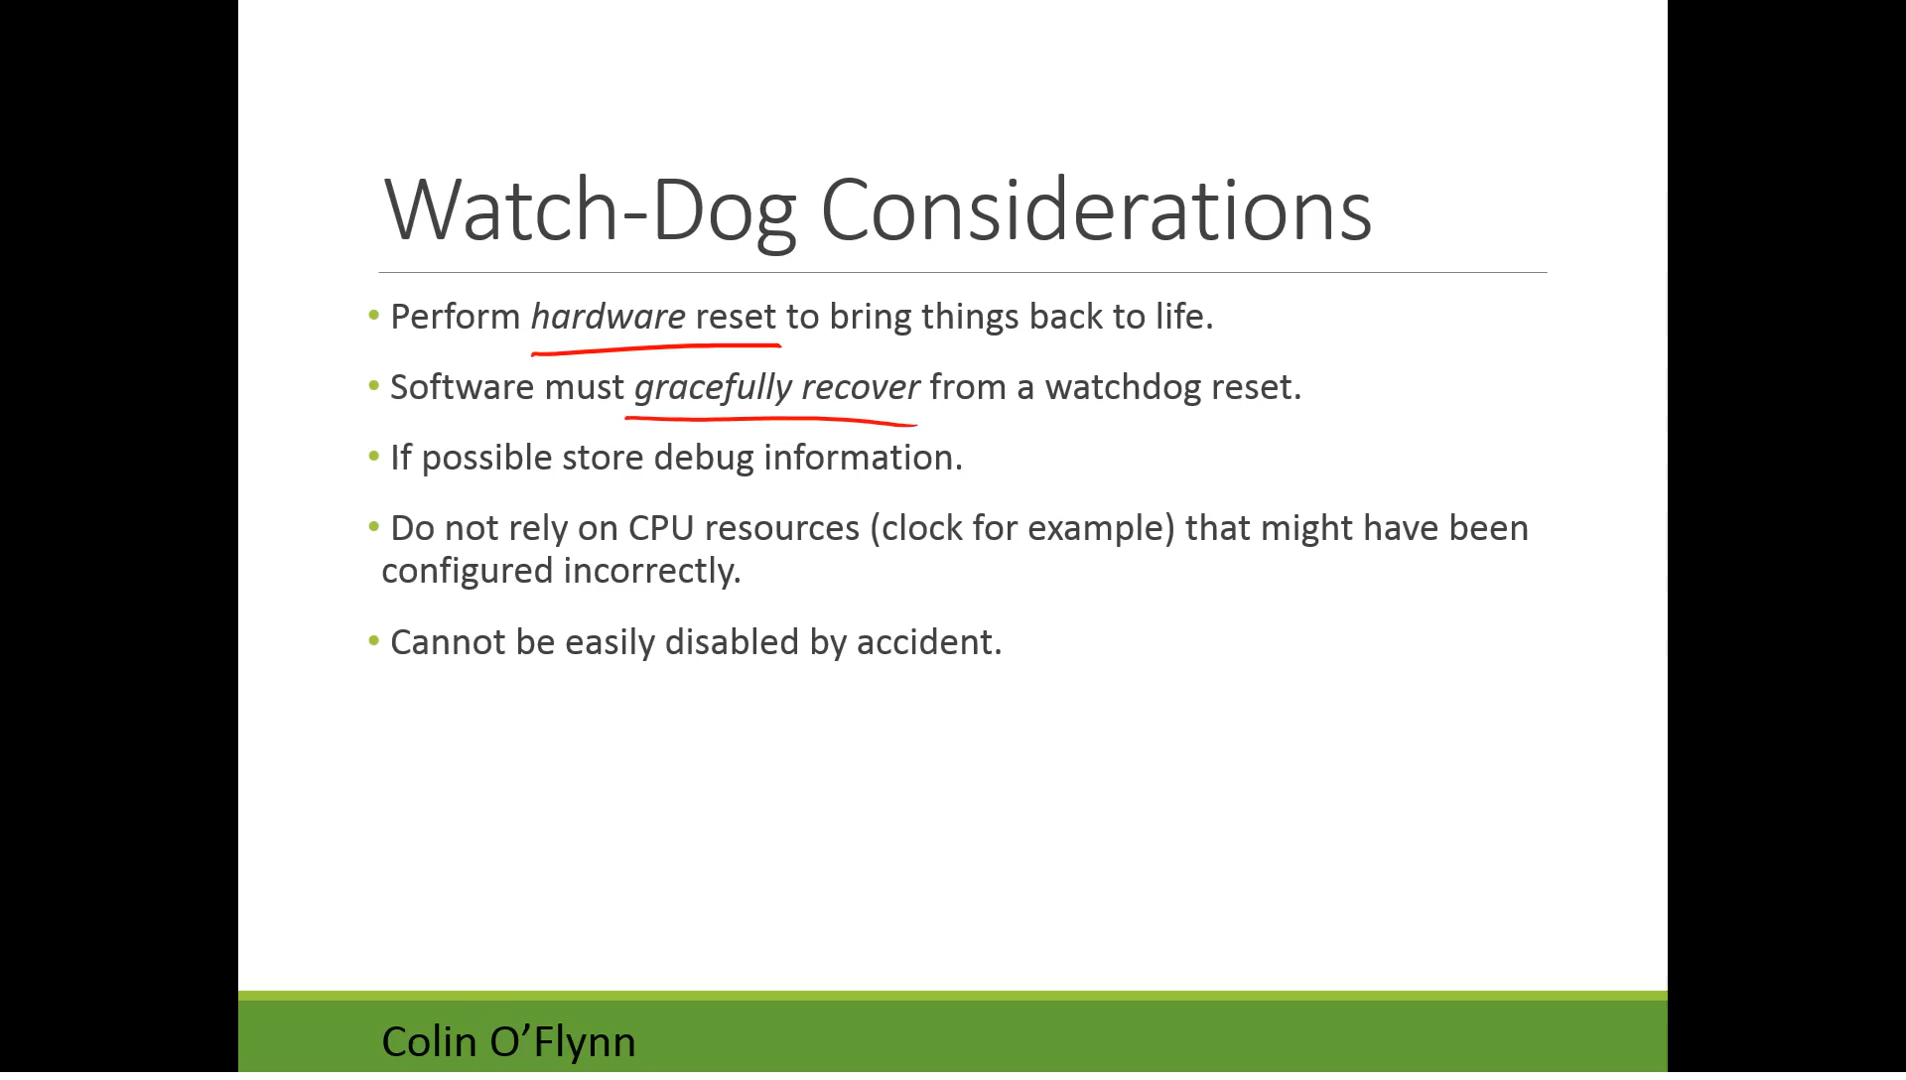 Watch-Dog Considerations
• Perform hardware reset to bring things back to life.
• Software must gracefully recover from a watchdog reset.
• If possible store debug information.
• Do not rely on CPU resources (clock for example) that might have been
configured incorrectly.
• Cannot be easily disabled by accident.
Colin O’Flynn